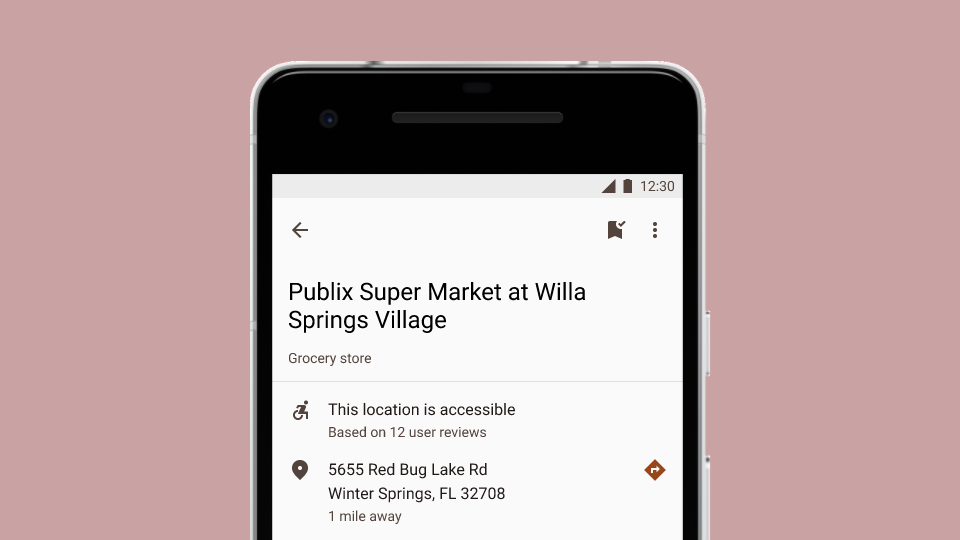 12:30
Publix Super Market at Willa
Springs Village
Grocery store
This location is accessible
Based on 12 user reviews
5655 Red Bug Lake Rd
Winter Springs, FL 32708
1 mile away